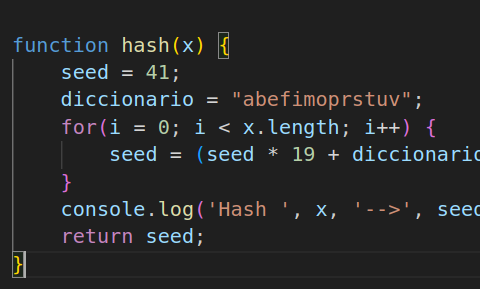 function hash(x) {
seed = 41;
diccionario = "abefimoprstuv";
for(i = 0; i < x.length; i++) {
seed = (seed * 19 + diccionario
}
console.log('Hash ', x, '-->', seed
return seed;
}